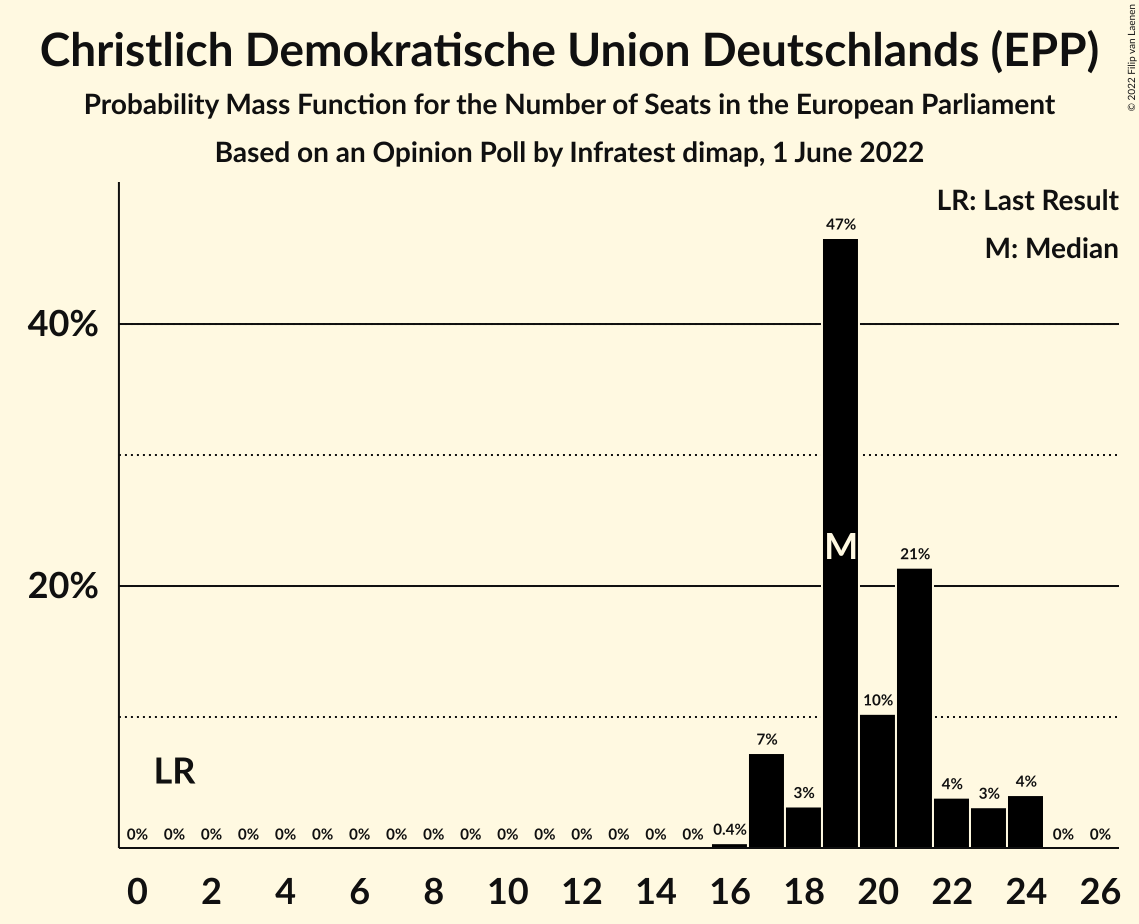 Christlich Demokratische Union Deutschlands (EPP)
Probability Mass Function for the Number of Seats in the European Parliament
Based on an Opinion Poll by Infratest dimap, 1 June 2022
© 2022 Filip van Laenen
LR: Last Result
M: Median
47%
40%
M
21%
20%
10%
7%
LR
3%
4%
3%
4%
0% 0% 0% 0% 0% 0% 0% 0% 0% 0% 0% 0% 0% 0% 0% 0% 0.4% 0% 0%
0 2 4 6 8 10 12 14 16 18 20 22 24 26